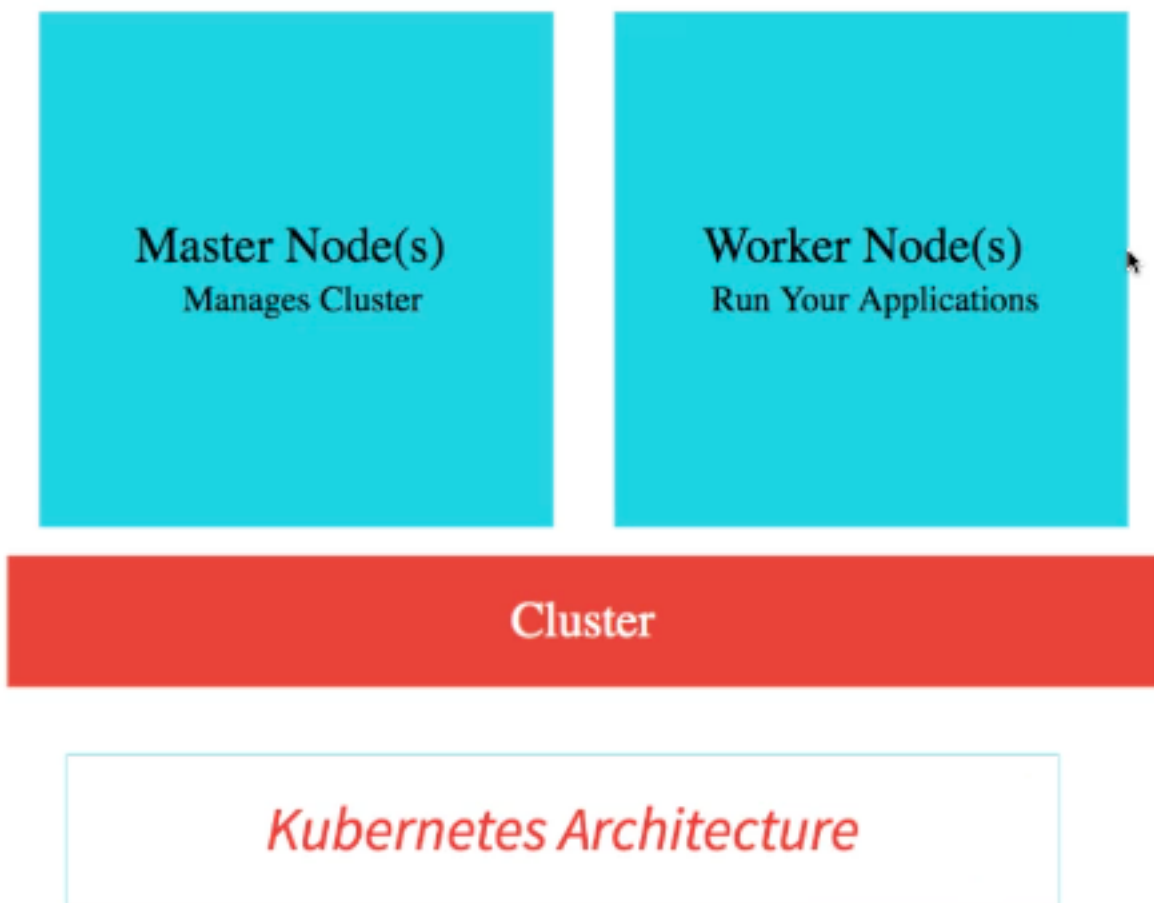 Master Node(s)
Manages Cluster
Worker Node(s)
Run Your Applications
Cluster
Kubernetes Architecture